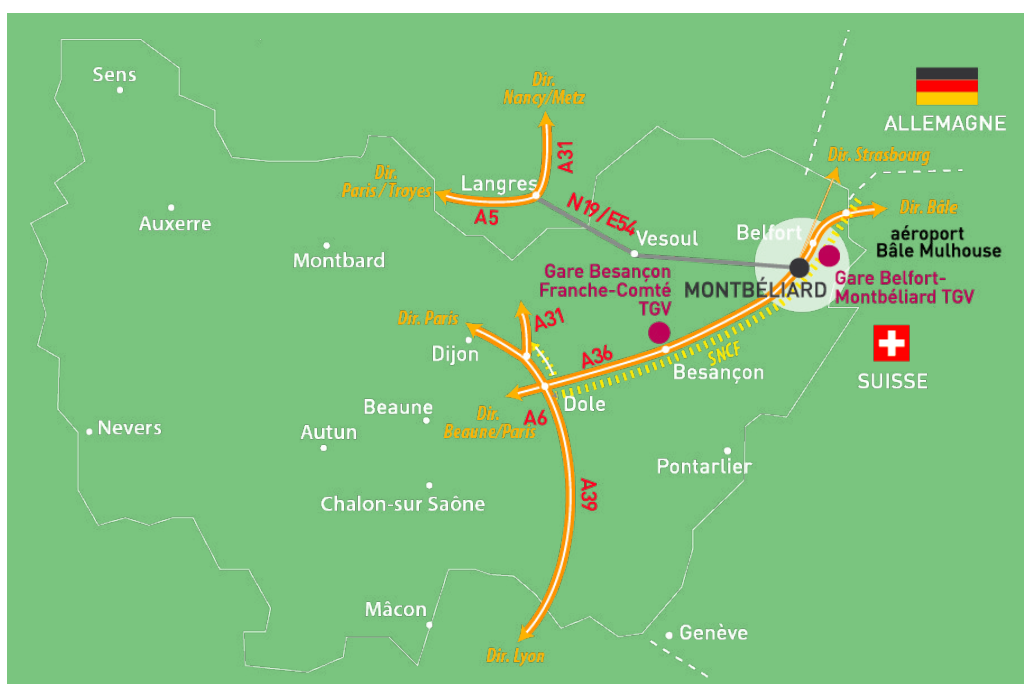 Sens
Dir.
Nancy/Metz
ALLEMAGNE
A31
Dir. Strasbourg
Dir.
Paris/Troyes
Langres
A5
N19/E54
Auxerre
Dir. Bâle
Vesoul
Belfort
aéroport
Bâle Mulhouse
Montbard
Gare Besançon
Franche-Comté
TGV
MONTBÉLIARD
Gare Belfort-
Montbéliard TGV
Dir. Paris
A31
Dijon
A36
SNCF
Besançon
SUISSE
Beaune
Dole
Dir.
Beaune/Paris
A6
Nevers
Autun
Pontarlier
Chalon-sur Saône
A39
Mâcon
Genève
Dir. Lyon